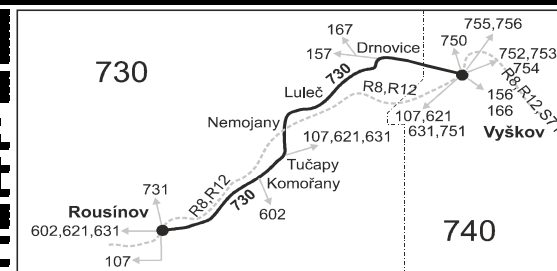 755,756
167
750
Drnovice
752,753
157
754
730
730
R8,R12
R8,R12,S71
156
166
Luleč
107,621
631,751
Vyškov
Nemojany
107,621,631
Tučapy
Komořany
R8,R12
730
731
602
Rousínov
602,621,631
740
107